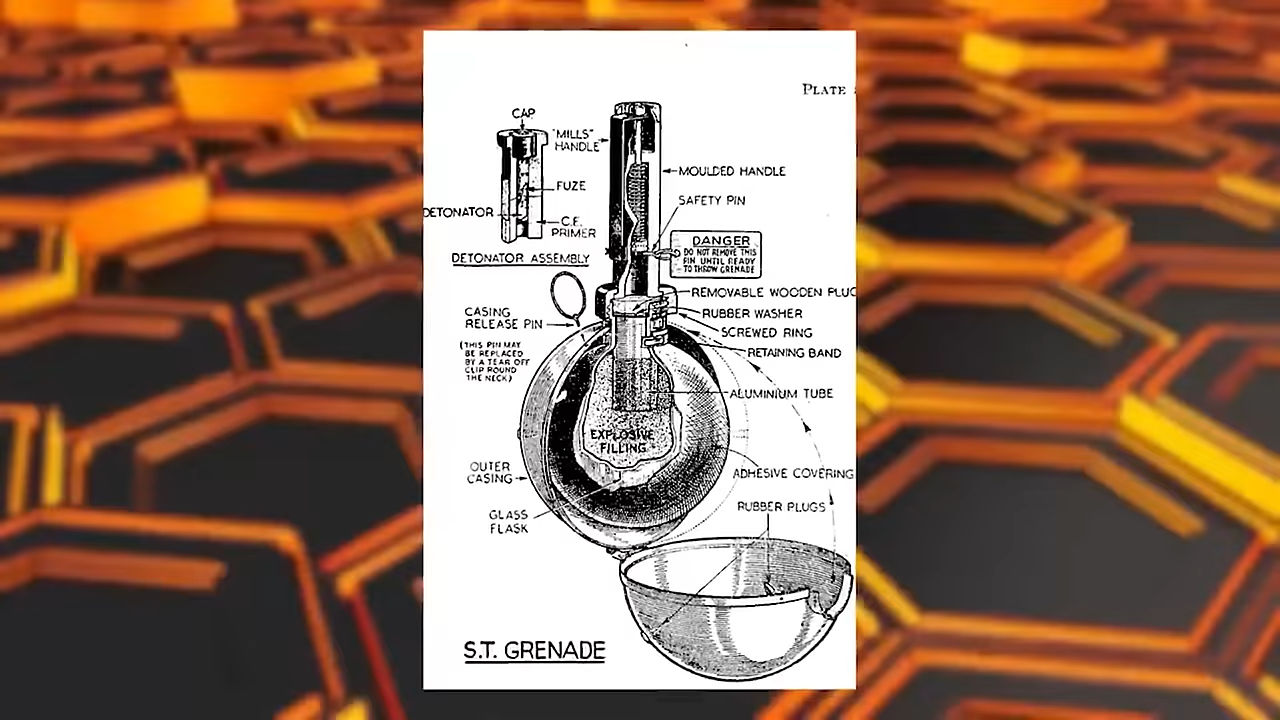 PLATE
CAP
"MILLS"
HANDLE
MOULDED HANDLE
FUZE
SAFETY PIN
DETONATOR
C.E.
PRIMER
DANGER
DO NOT REMOVE THIS
PIN UNTIL READY
TO THROW GRENADE
DETONATOR ASSEMBLY
REMOVABLE WOODEN PLUG
CASING
RELEASE PIN
RUBBER WASHER
SCREWED RING
(THIS PIN MAY
BE REPLACED
BY A TEAR OFF
CLIP ROUND
THE NECK)
RETAINING BAND
ALUMINIUM TUBE
EXPLOSIVE
FILLING
OUTER
CASING
ADHESIVE COVERING
RUBBER PLUGS
GLASS
FLASK
S.T. GRENADE